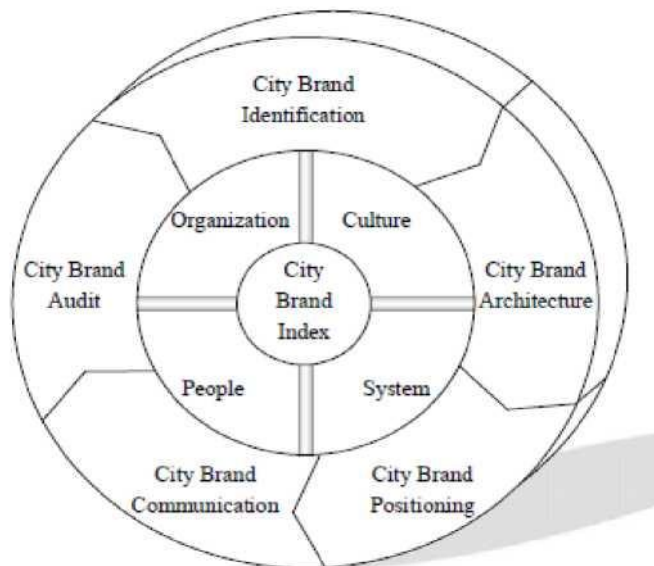 City Brand
Identification
Organization
Culture
City Brand
Audit
City
Brand
Index
City Brand
Architecture
People
System
City Brand
Communication
City Brand
Positioning